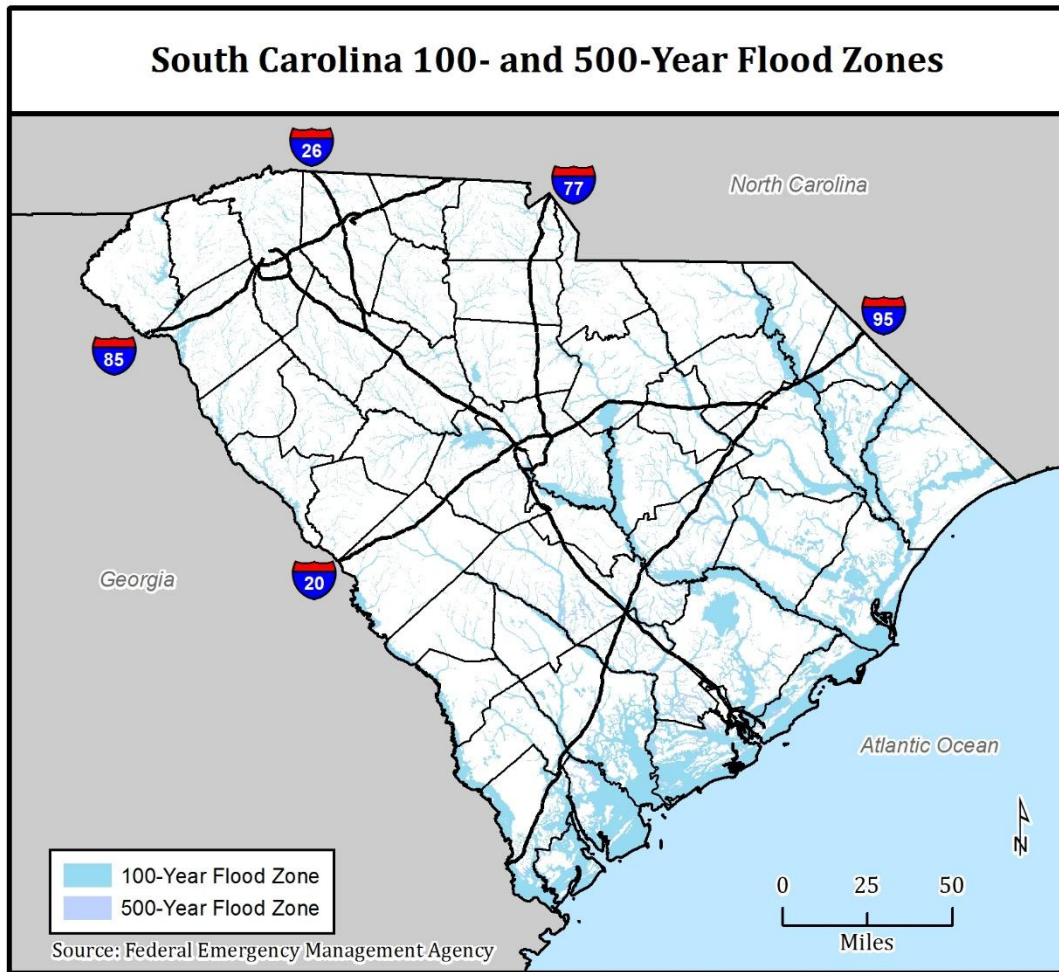 South Carolina 100- and 500-Year Flood Zones
26
77
North Carolina
95
85
20
Georgia
Atlantic Ocean
N
100-Year Flood Zone
500-Year Flood Zone
0 25 50
Miles
Source: Federal Emergency Management Agency